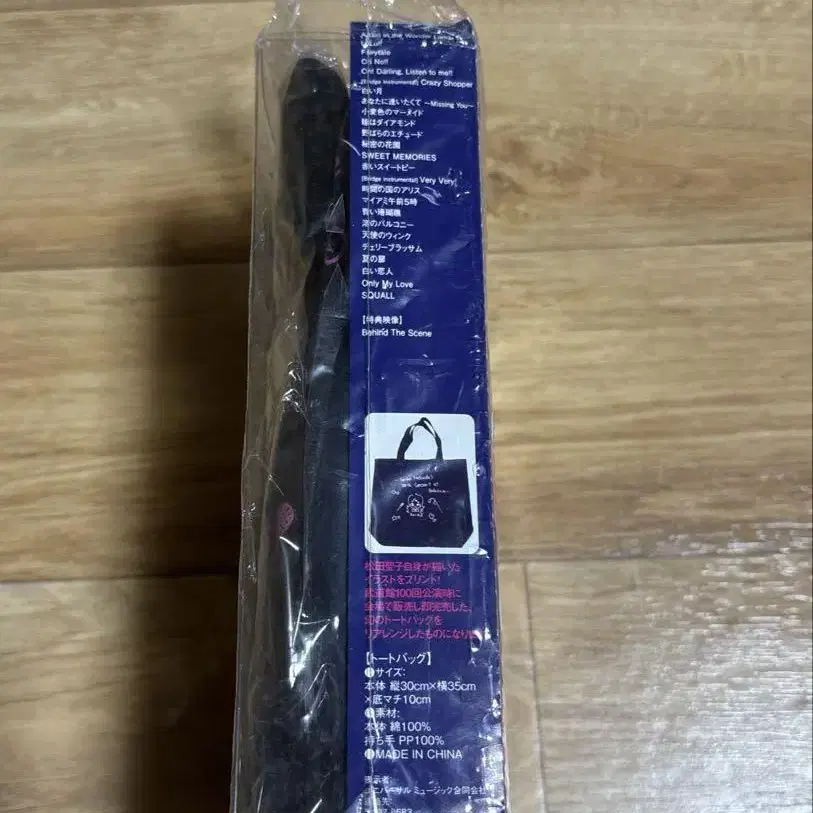 Alice in the Wonder Land
LuLu!!
Fairytale
Oh No!!
Oh! Darling, Listen to me!!
[Bridge Instrumental] Crazy Shopper
白い月
あなたに逢いたくて 〜Missing You〜
小麦色のマーメイド
瞳はダイアモンド
野ばらのエチュード
秘密の花園
SWEET MEMORIES
赤いスイートピー
[Bridge Instrumental] Very Very!
時間の国のアリス
マイアミ午前5時
青い珊瑚礁
渚のバルコニー
天使のウィンク
チェリーブラッサム
夏の扉
白い恋人
Only My Love
SQUALL
【特典映像】
Behind The Scene
松田聖子自身が描いた
イラストをプリント!
武道館100回公演時に
会場で販売し即完売した、
幻のトートバッグを
リアレンジしたものになり
【トートバッグ】
●サイズ:
本体 縦30cm×横35cm
×底マチ10cm
●素材:
本体 綿100%
持ち手 PP100%
●MADE IN CHINA
表示者:
ユニバーサル ミュージック合同会社